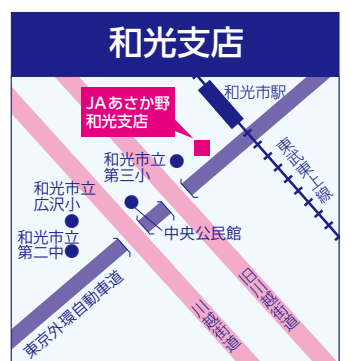 和光支店
和光市駅
JAあさか野
和光支店
東武東上線
和光市立
第三小
和光市立
広沢小
中央公民館
和光市立
第二中
東京外環自動車道
川越街道
旧川越街道